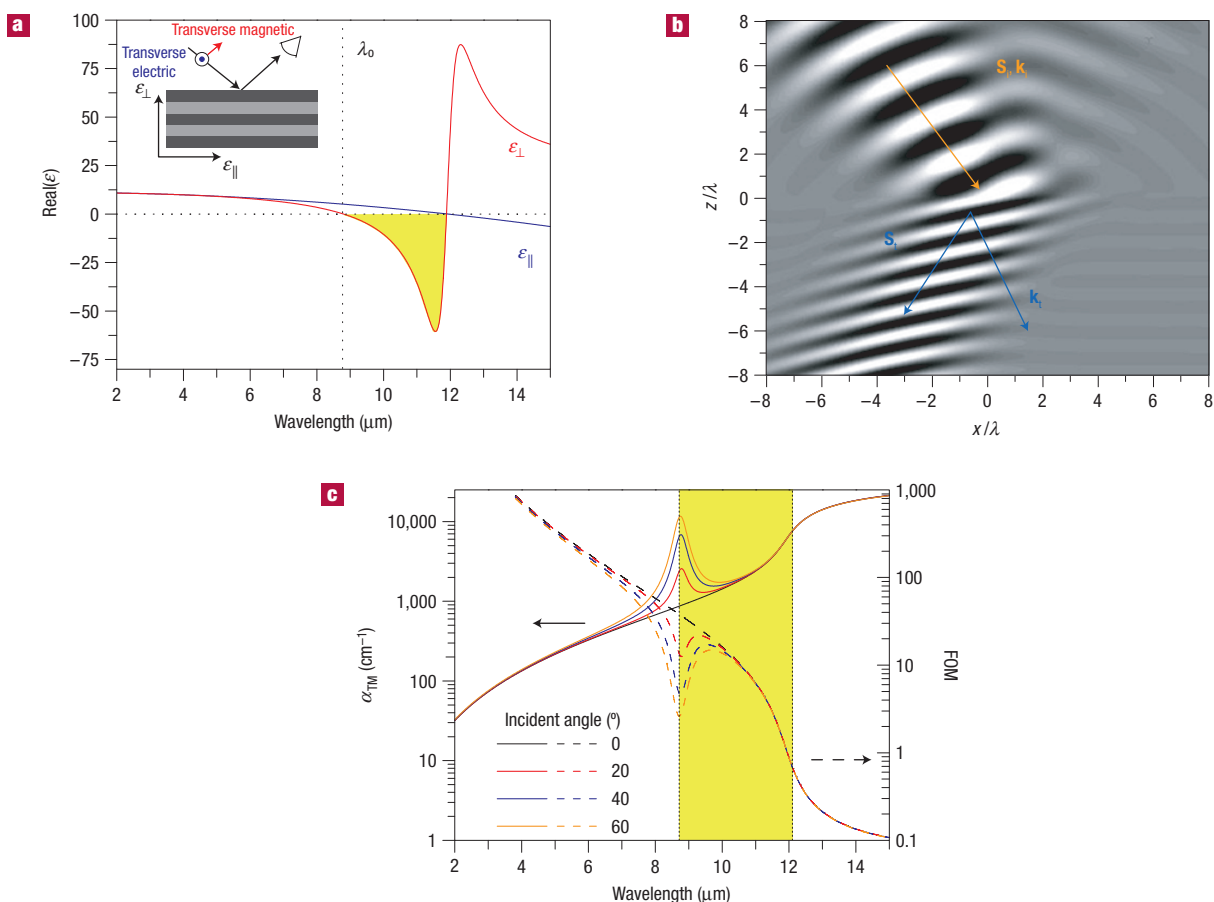 a
Transverse magnetic
Transverse
electric
λ₀
ε⊥
ε∥
ε⊥
ε∥
Real(ε)
100
75
50
25
0
−25
−50
−75
2 4 6 8 10 12 14
Wavelength (μm)
b
Sᵢ, kᵢ
Sₜ
kₜ
z/λ
8
6
4
2
0
−2
−4
−6
−8
−8 −6 −4 −2 0 2 4 6 8
x/λ
c
α_TM (cm⁻¹)
10,000
1,000
100
10
1
Incident angle (º)
0
20
40
60
1,000
100
10
1
0.1
FOM
2 4 6 8 10 12 14
Wavelength (μm)